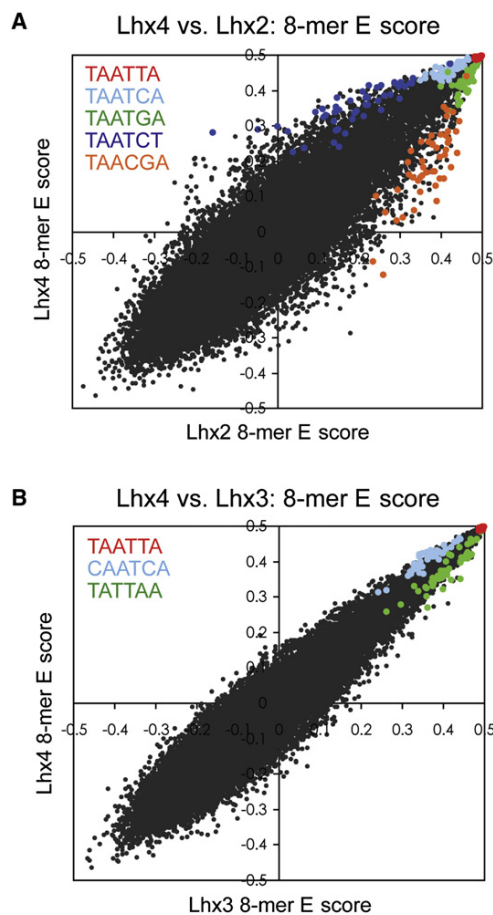 A
Lhx4 vs. Lhx2: 8-mer E score
TAATTA
TAATCA
TAATGA
TAATCT
TAACGA
Lhx4 8-mer E score
0.5
0.4
0.3
0.2
0.1
0
-0.1
-0.2
-0.3
-0.4
-0.5
-0.5 -0.4 -0.3 -0.2 -0.1 0 0.1 0.2 0.3 0.4 0.5
Lhx2 8-mer E score
B
Lhx4 vs. Lhx3: 8-mer E score
TAATTA
CAATCA
TATTAA
Lhx4 8-mer E score
0.5
0.4
0.3
0.2
0.1
0
-0.1
-0.2
-0.3
-0.4
-0.5
-0.5 -0.4 -0.3 -0.2 -0.1 0 0.1 0.2 0.3 0.4 0.5
Lhx3 8-mer E score